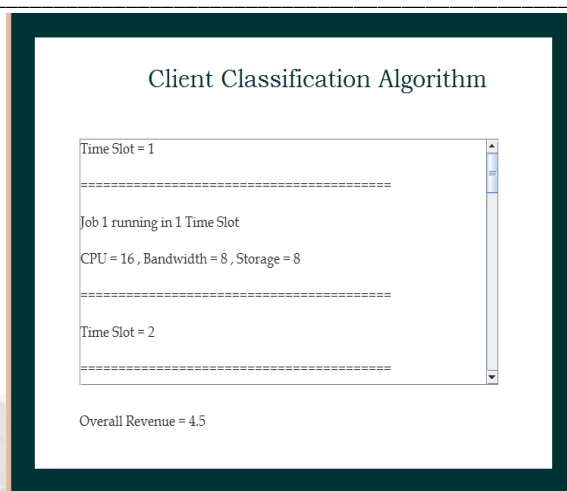 Client Classification Algorithm
Time Slot = 1
========================================
Job 1 running in 1 Time Slot
CPU = 16 , Bandwidth = 8 , Storage = 8
========================================
Time Slot = 2
========================================
Overall Revenue = 4.5